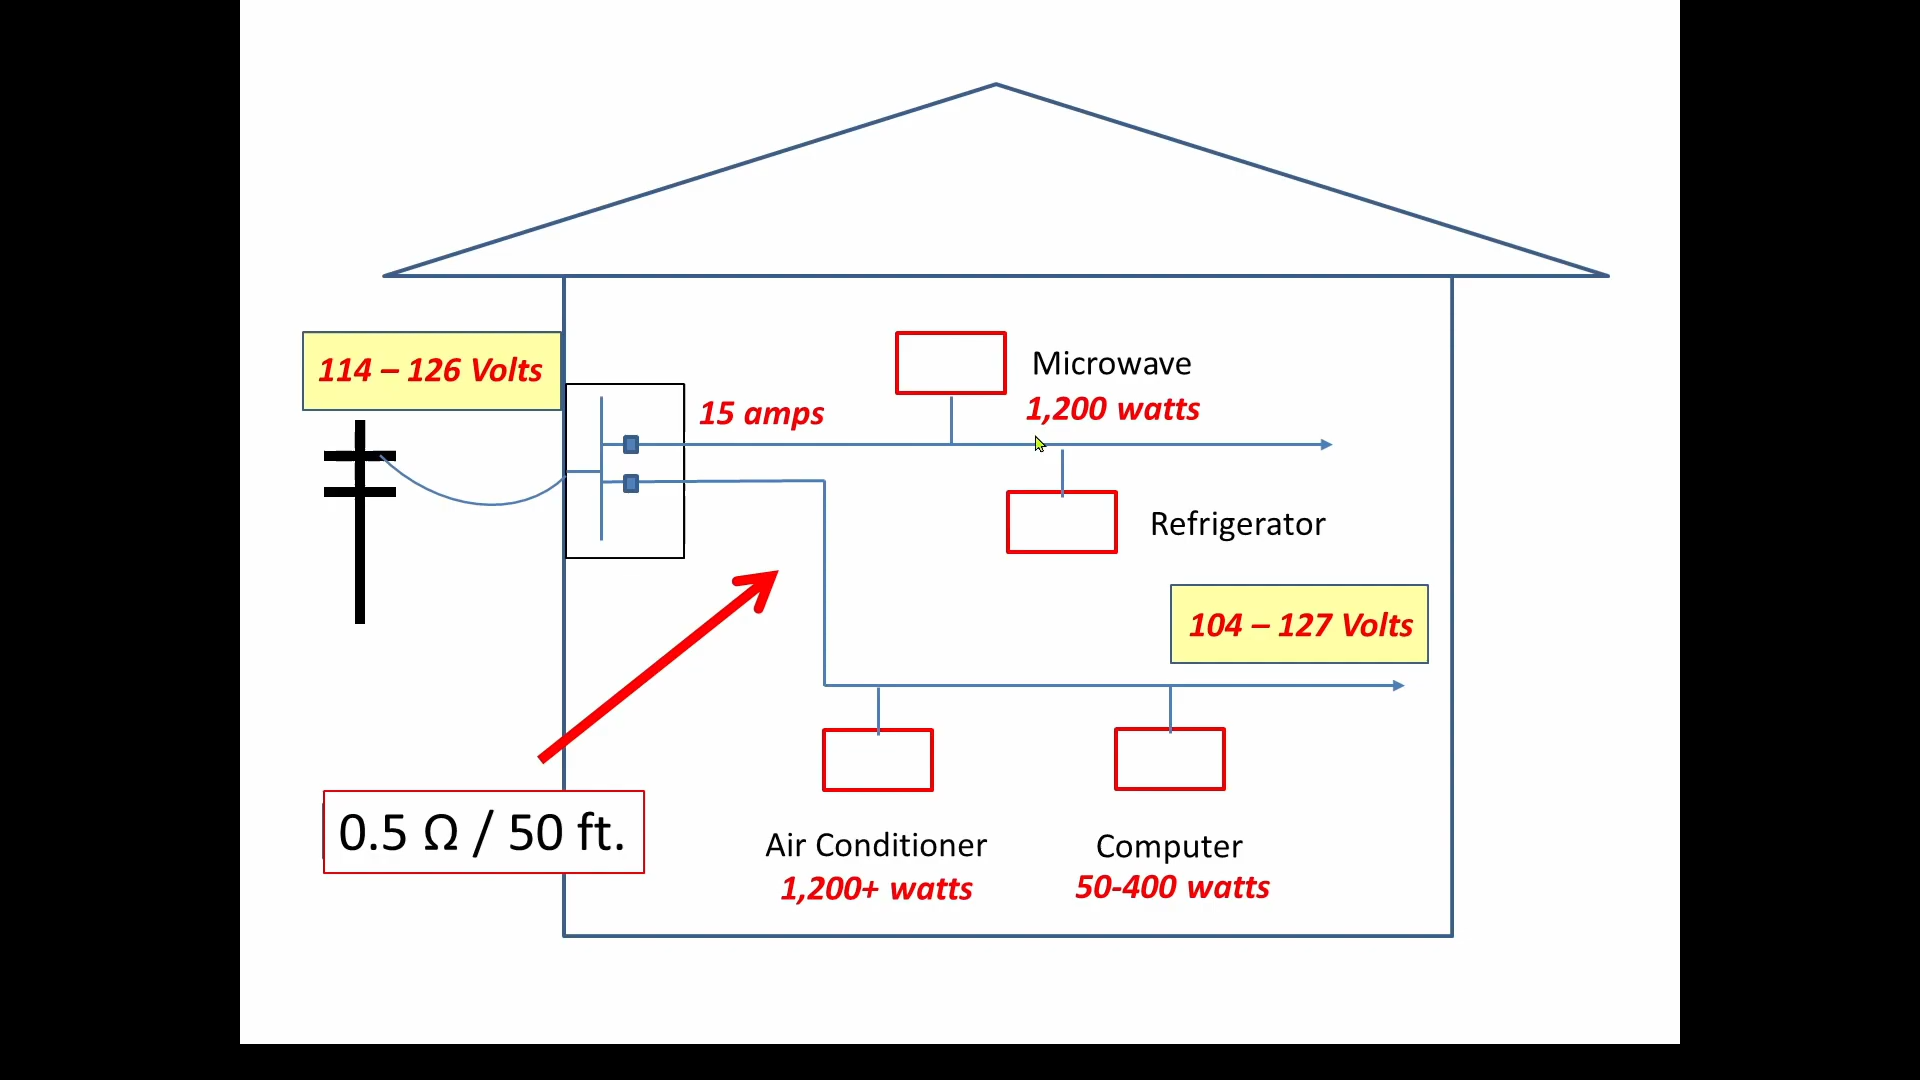 114 – 126 Volts
15 amps
Microwave
1,200 watts
Refrigerator
104 – 127 Volts
0.5 Ω / 50 ft.
Air Conditioner
1,200+ watts
Computer
50-400 watts